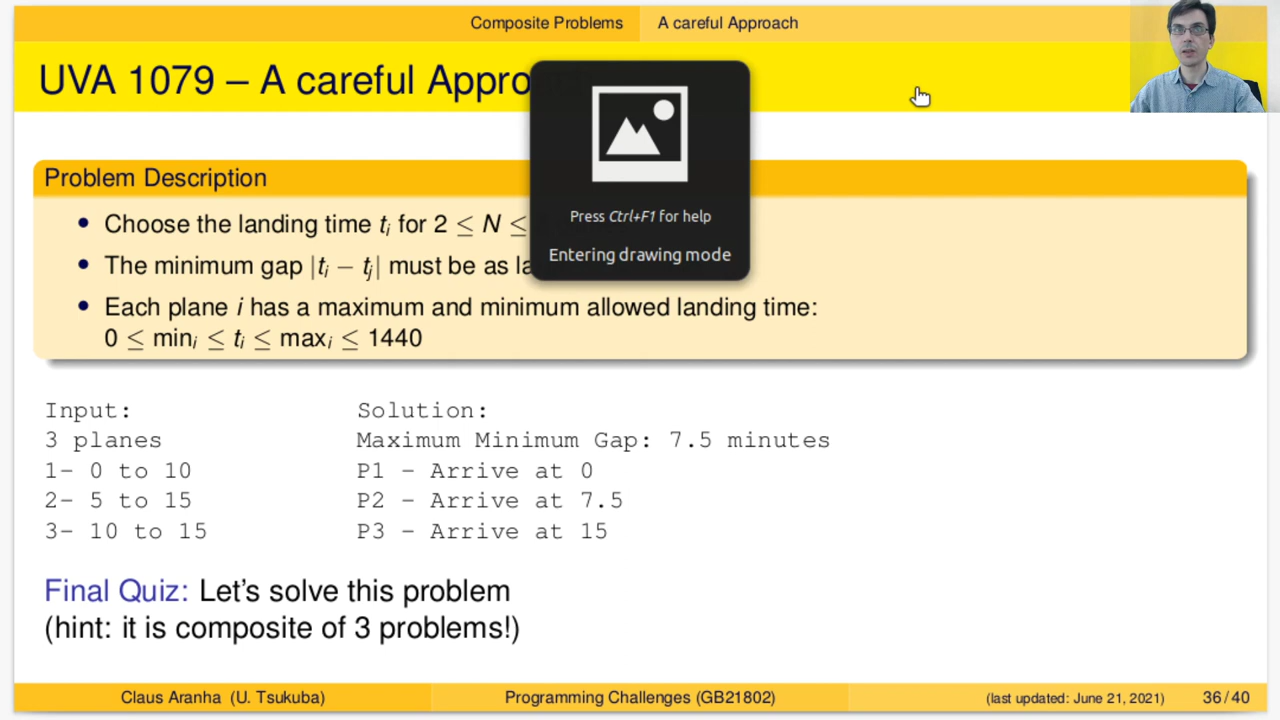 Composite Problems A careful Approach
UVA 1079 – A careful Appro
Press Ctrl+F1 for help
Entering drawing mode
Problem Description
• Choose the landing time tᵢ for 2 ≤ N ≤
• The minimum gap |tᵢ − tⱼ| must be as la
• Each plane i has a maximum and minimum allowed landing time:
0 ≤ minᵢ ≤ tᵢ ≤ maxᵢ ≤ 1440
Input: Solution:
3 planes Maximum Minimum Gap: 7.5 minutes
1– 0 to 10 P1 – Arrive at 0
2– 5 to 15 P2 – Arrive at 7.5
3– 10 to 15 P3 – Arrive at 15
Final Quiz: Let's solve this problem
(hint: it is composite of 3 problems!)
Claus Aranha (U. Tsukuba) Programming Challenges (GB21802) (last updated: June 21, 2021) 36 / 40